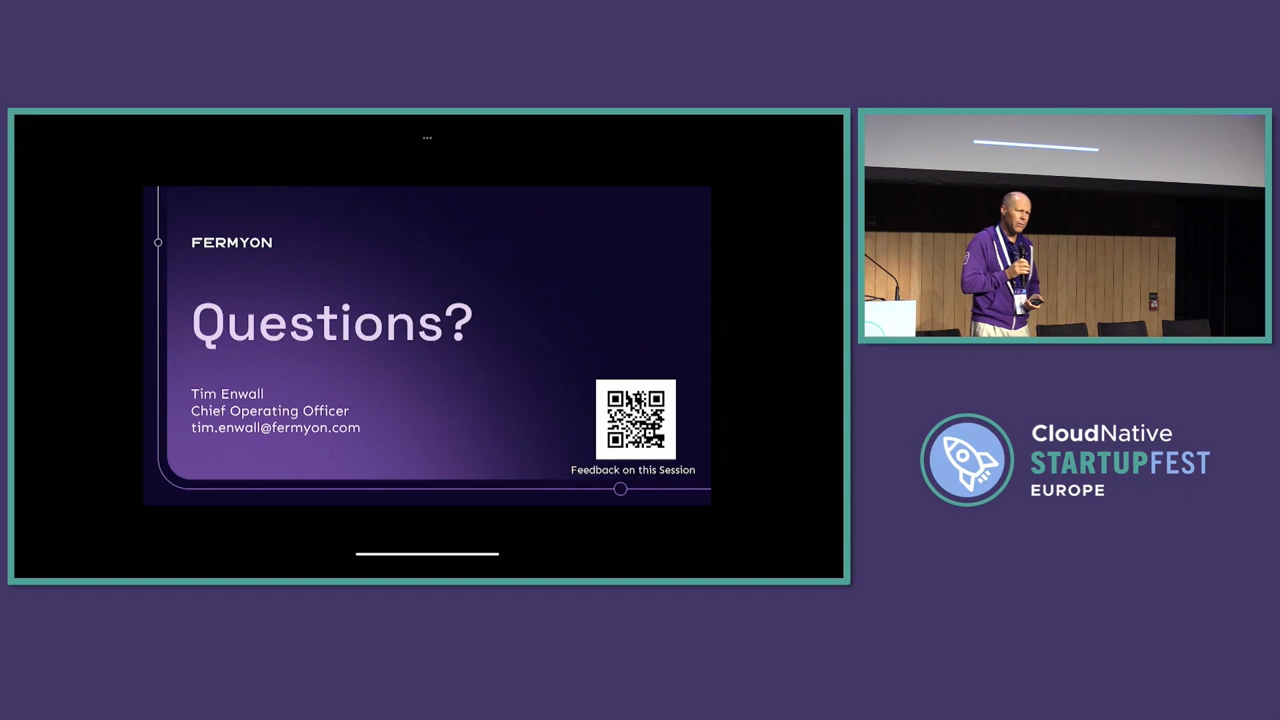 FERMYON
Questions?
Tim Enwall
Chief Operating Officer
tim.enwall@fermyon.com
Feedback on this Session
CloudNative
STARTUPFEST
EUROPE